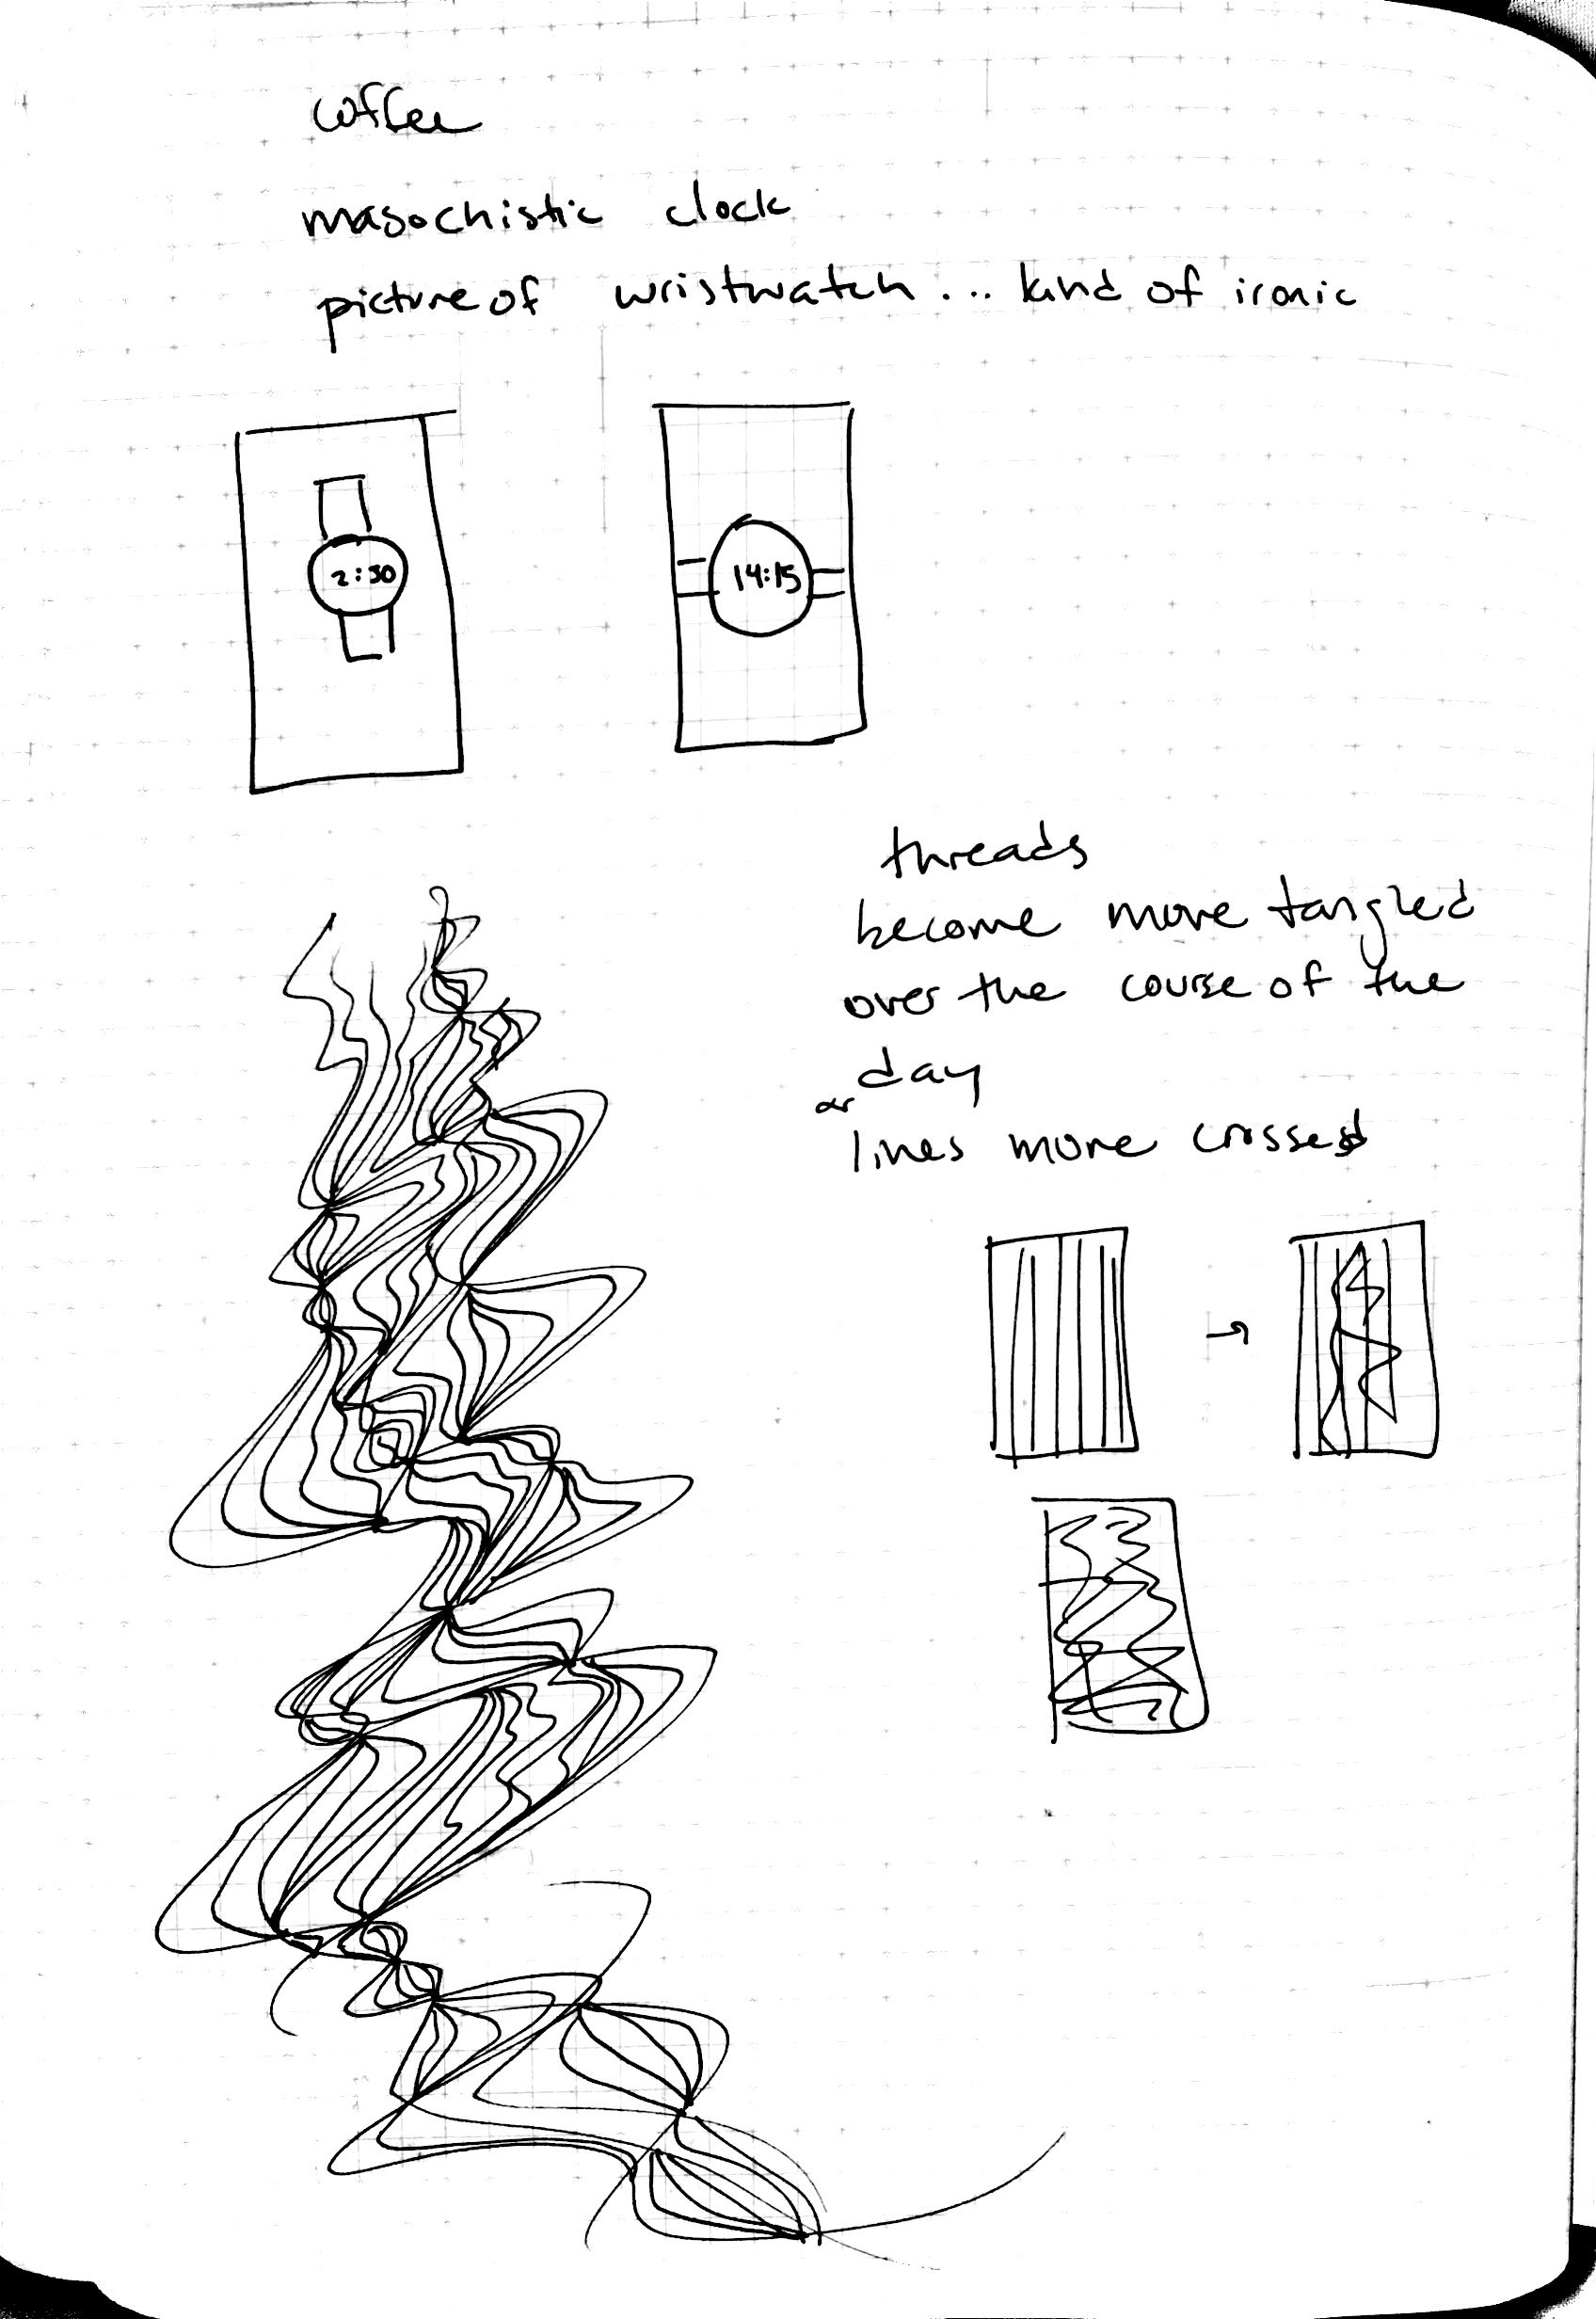 coffee
masochistic clock
picture of wristwatch... kind of ironic
2:30
14:15
threads
become more tangled
over the course of the
day
or
lines more crossed